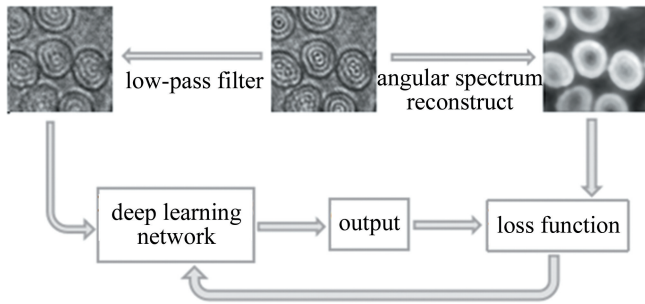 low-pass filter
angular spectrum
reconstruct
deep learning
network
output
loss function